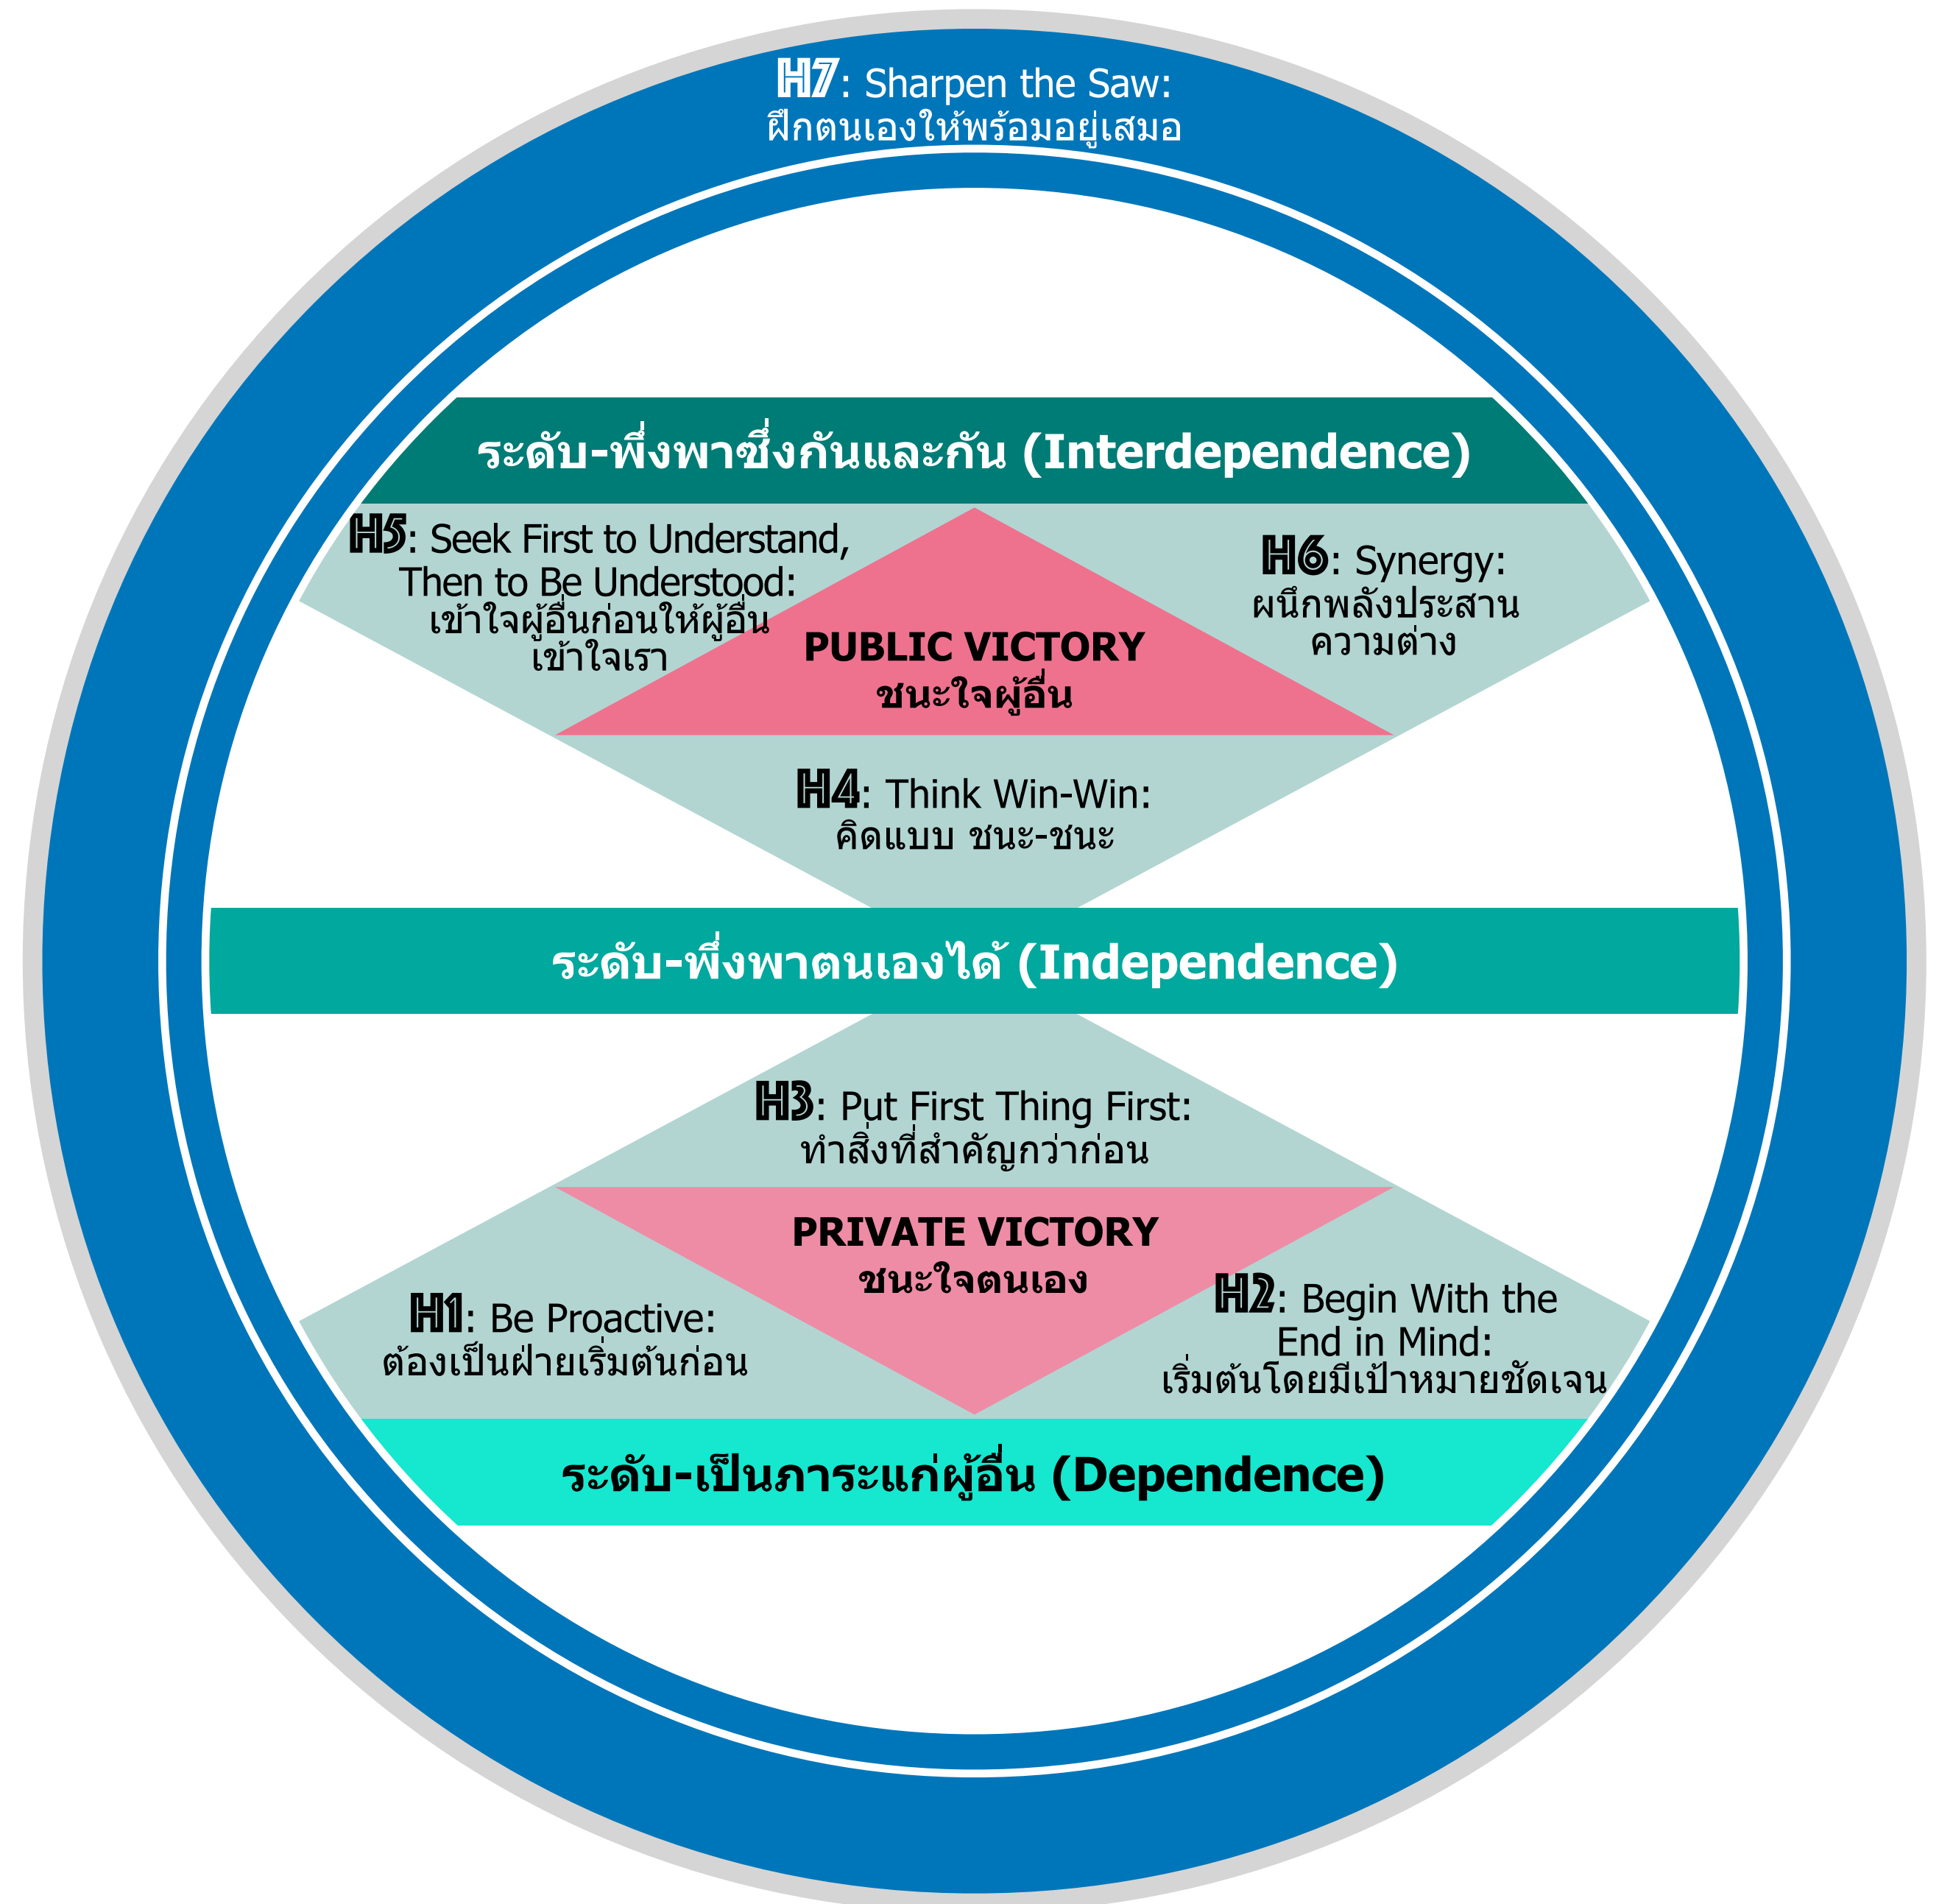 H7: Sharpen the Saw:
ฝึกตนเองให้พร้อมอยู่เสมอ
ระดับ-พึ่งพาซึ่งกันและกัน (Interdependence)
H5: Seek First to Understand,
Then to Be Understood:
เข้าใจผู้อื่นก่อนให้ผู้อื่น
เข้าใจเรา
H6: Synergy:
ผนึกพลังประสาน
ความต่าง
PUBLIC VICTORY
ชนะใจผู้อื่น
H4: Think Win-Win:
คิดแบบ ชนะ-ชนะ
ระดับ-พึ่งพาตนเองได้ (Independence)
H3: Put First Thing First:
ทำสิ่งที่สำคัญกว่าก่อน
PRIVATE VICTORY
ชนะใจตนเอง
H1: Be Proactive:
ต้องเป็นฝ่ายเริ่มต้นก่อน
H2: Begin With the
End in Mind:
เริ่มต้นโดยมีเป้าหมายชัดเจน
ระดับ-เป็นภาระแก่ผู้อื่น (Dependence)